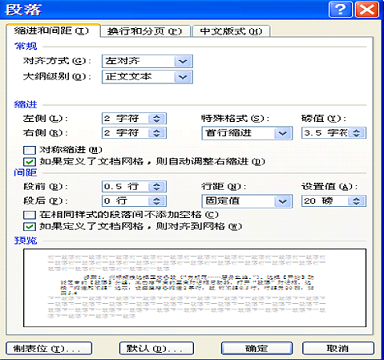 段落
缩进和间距(I) 换行和分页(P) 中文版式(H)
常规
对齐方式(G): 左对齐
大纲级别(O): 正文文本
缩进
左侧(L): 2 字符 特殊格式(S): 磅值(Y):
右侧(R): 2 字符 首行缩进 3.5 字符
对称缩进(M)
如果定义了文档网格，则自动调整右缩进(D)
间距
段前(B): 0.5 行 行距(N): 设置值(A):
段后(F): 0 行 固定值 20 磅
在相同样式的段落间不添加空格(C)
如果定义了文档网格，则对齐到网格(W)
预览
制表位(T)... 默认(D)... 确定 取消